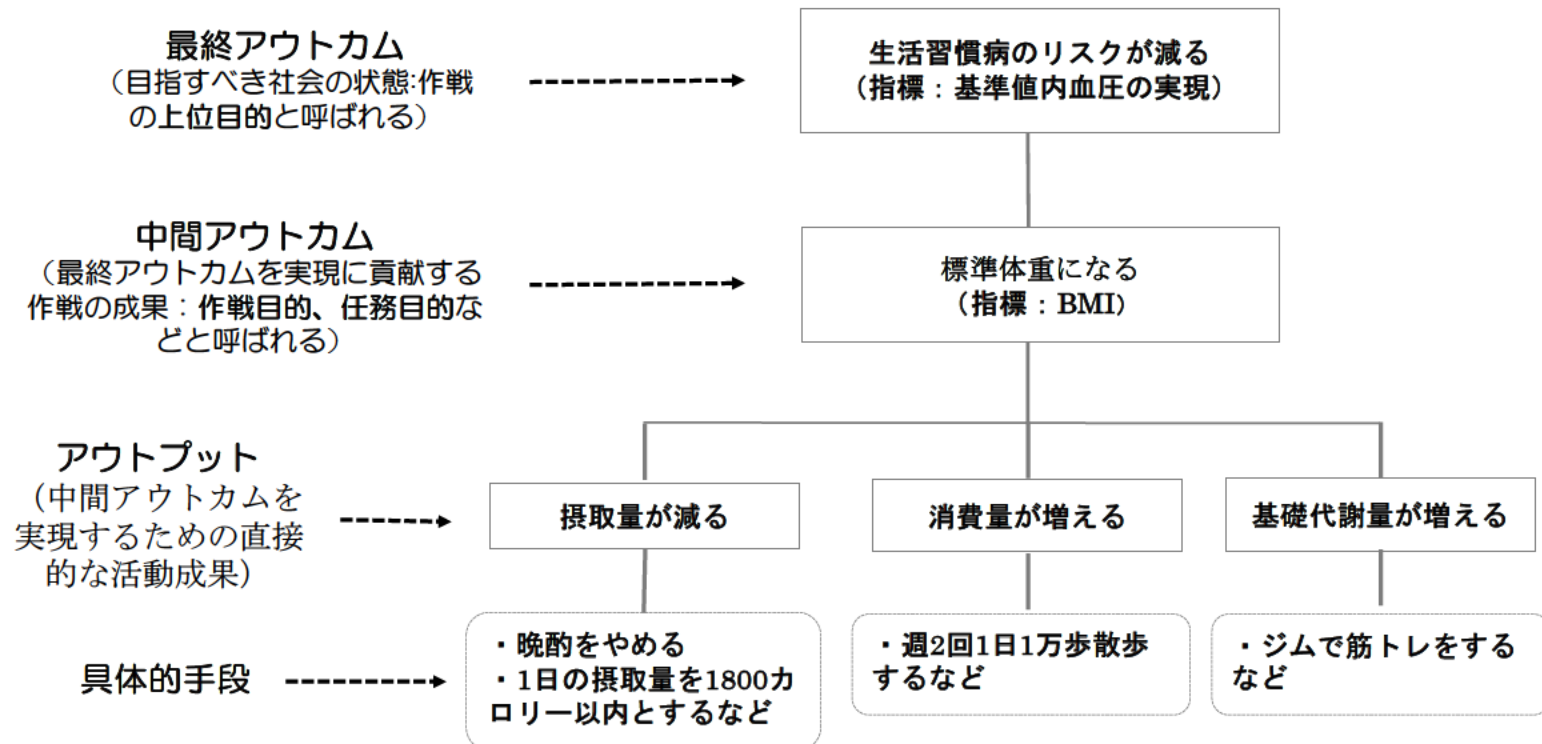 最終アウトカム
（目指すべき社会の状態:作戦
の上位目的と呼ばれる）
生活習慣病のリスクが減る
（指標：基準値内血圧の実現）
中間アウトカム
（最終アウトカムを実現に貢献する
作戦の成果：作戦目的、任務目的な
どと呼ばれる）
標準体重になる
（指標：BMI）
アウトプット
（中間アウトカムを
実現するための直接
的な活動成果）
摂取量が減る
消費量が増える
基礎代謝量が増える
具体的手段
・晩酌をやめる
・1日の摂取量を1800カ
ロリー以内とするなど
・週2回1日1万歩散歩
するなど
・ジムで筋トレをする
など